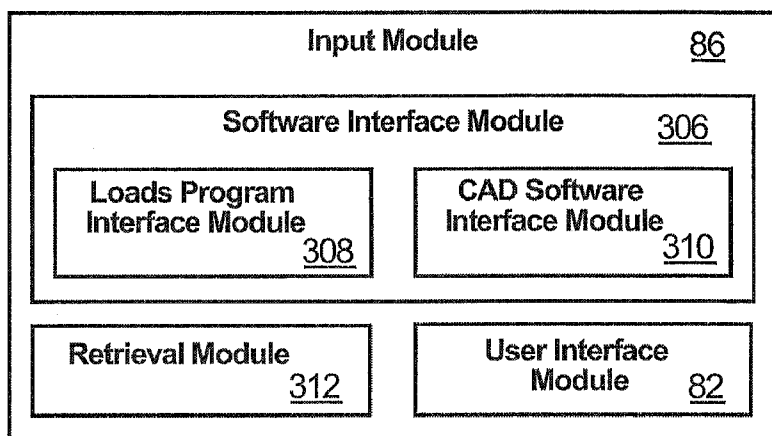 Input Module 86
Software Interface Module 306
Loads Program
Interface Module
308
CAD Software
Interface Module
310
Retrieval Module
312
User Interface
Module 82